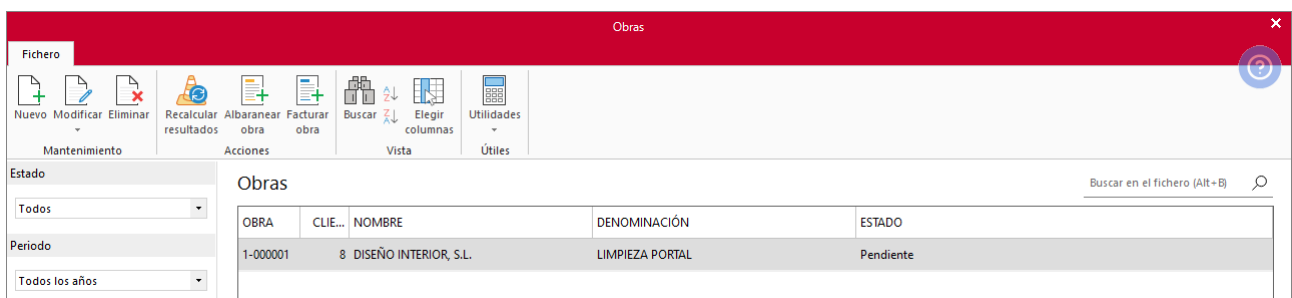 Obras
Fichero
Nuevo Modificar Eliminar Recalcular resultados Albaranear obra Facturar obra Buscar Elegir columnas Utilidades
Mantenimiento Acciones Vista Útiles
Estado
Todos
Periodo
Todos los años
Obras
Buscar en el fichero (Alt+B)
OBRA CLIE... NOMBRE DENOMINACIÓN ESTADO
1-000001 8 DISEÑO INTERIOR, S.L. LIMPIEZA PORTAL Pendiente